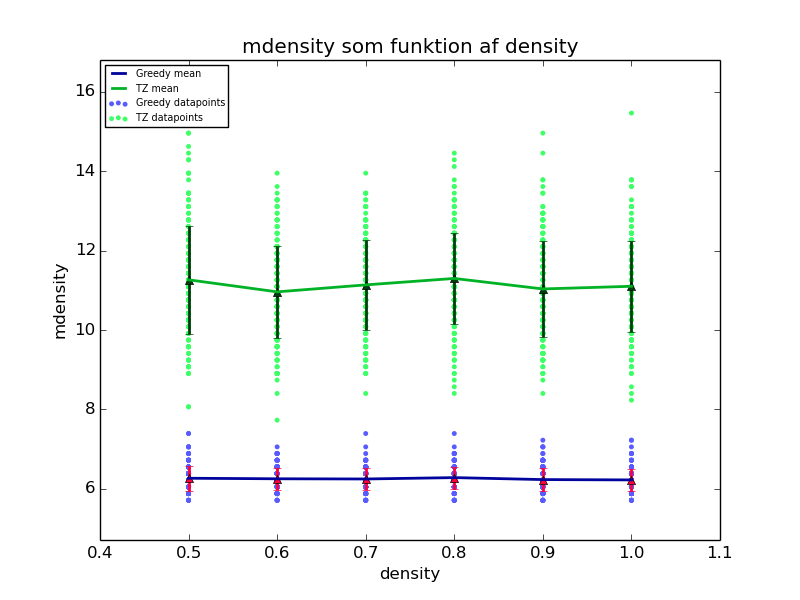 mdensity som funktion af density
Greedy mean
TZ mean
Greedy datapoints
TZ datapoints
mdensity
16
14
12
10
8
6
0.4 0.5 0.6 0.7 0.8 0.9 1.0 1.1
density